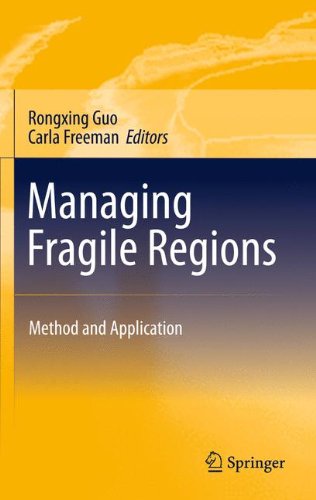 Rongxing Guo
Carla Freeman Editors
Managing
Fragile Regions
Method and Application
Springer